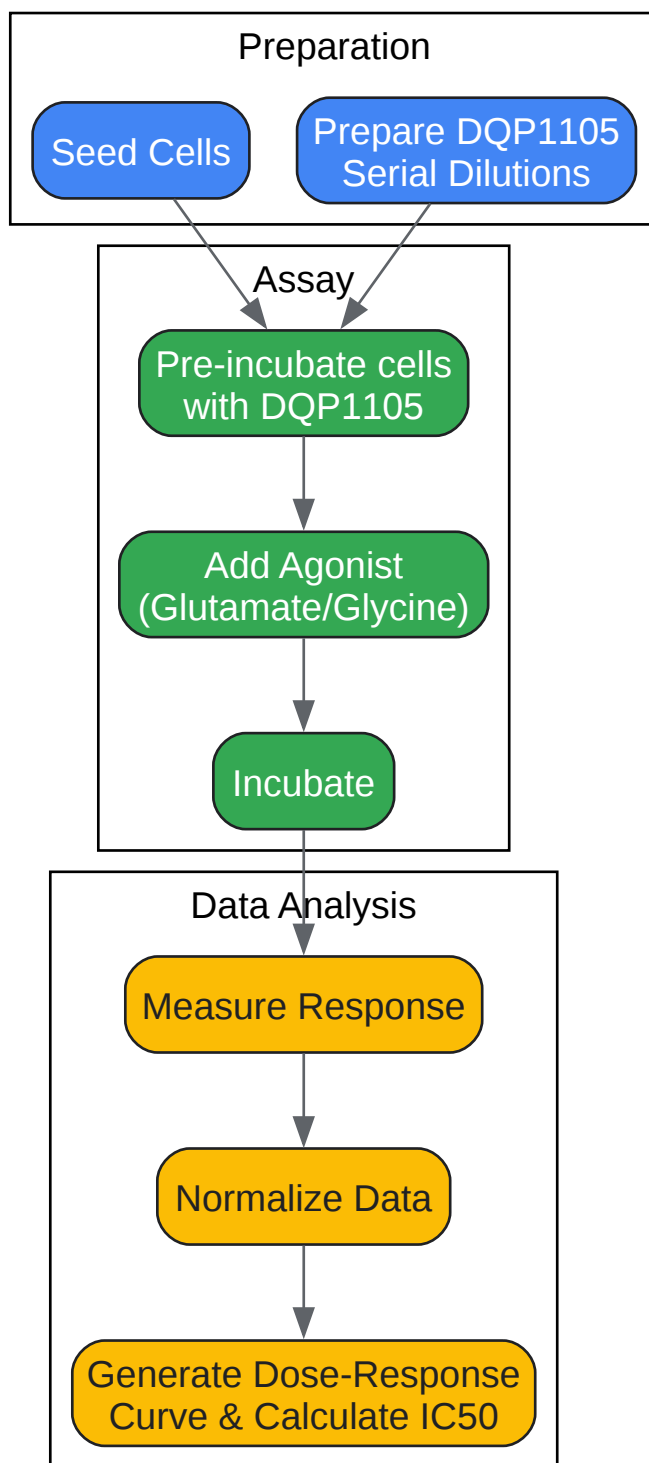 Preparation
Seed Cells
Prepare DQP1105
Serial Dilutions
Assay
Pre-incubate cells
with DQP1105
Add Agonist
(Glutamate/Glycine)
Incubate
Data Analysis
Measure Response
Normalize Data
Generate Dose-Response
Curve & Calculate IC50